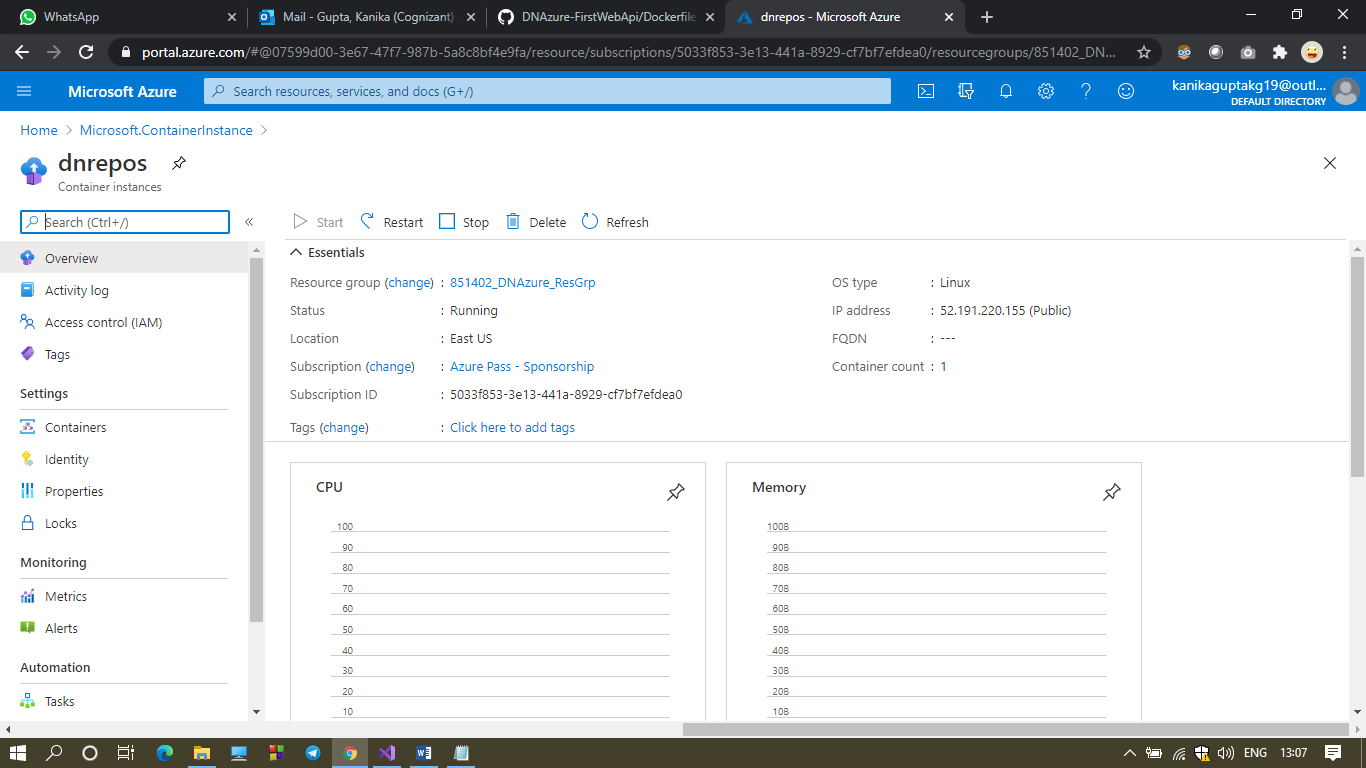 WhatsApp
Mail - Gupta, Kanika (Cognizant)
DNAzure-FirstWebApi/Dockerfile
dnrepos - Microsoft Azure
portal.azure.com/#@07599d00-3e67-47f7-987b-5a8c8bf4e9fa/resource/subscriptions/5033f853-3e13-441a-8929-cf7bf7efdea0/resourcegroups/851402_DN...
Microsoft Azure
Search resources, services, and docs (G+/)
kanikaguptakg19@outl...
DEFAULT DIRECTORY
Home > Microsoft.ContainerInstance >
dnrepos
Container instances
Search (Ctrl+/)
«
Start
Restart
Stop
Delete
Refresh
Overview
Activity log
Access control (IAM)
Tags
Settings
Containers
Identity
Properties
Locks
Monitoring
Metrics
Alerts
Automation
Tasks
Essentials
Resource group (change) : 851402_DNAzure_ResGrp
Status : Running
Location : East US
Subscription (change) : Azure Pass - Sponsorship
Subscription ID : 5033f853-3e13-441a-8929-cf7bf7efdea0
Tags (change) : Click here to add tags
OS type : Linux
IP address : 52.191.220.155 (Public)
FQDN : ---
Container count : 1
CPU
100
90
80
70
60
50
40
30
20
10
Memory
100B
90B
80B
70B
60B
50B
40B
30B
20B
10B
ENG
13:07